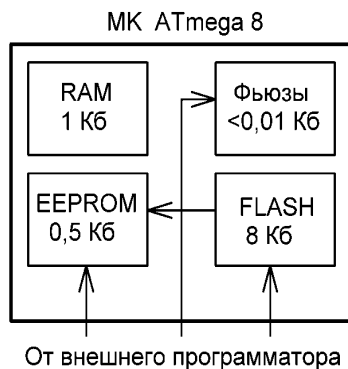 МК ATmega 8
RAM
1 Кб
Фьюзы
<0,01 Кб
EEPROM
0,5 Кб
FLASH
8 Кб
От внешнего программатора